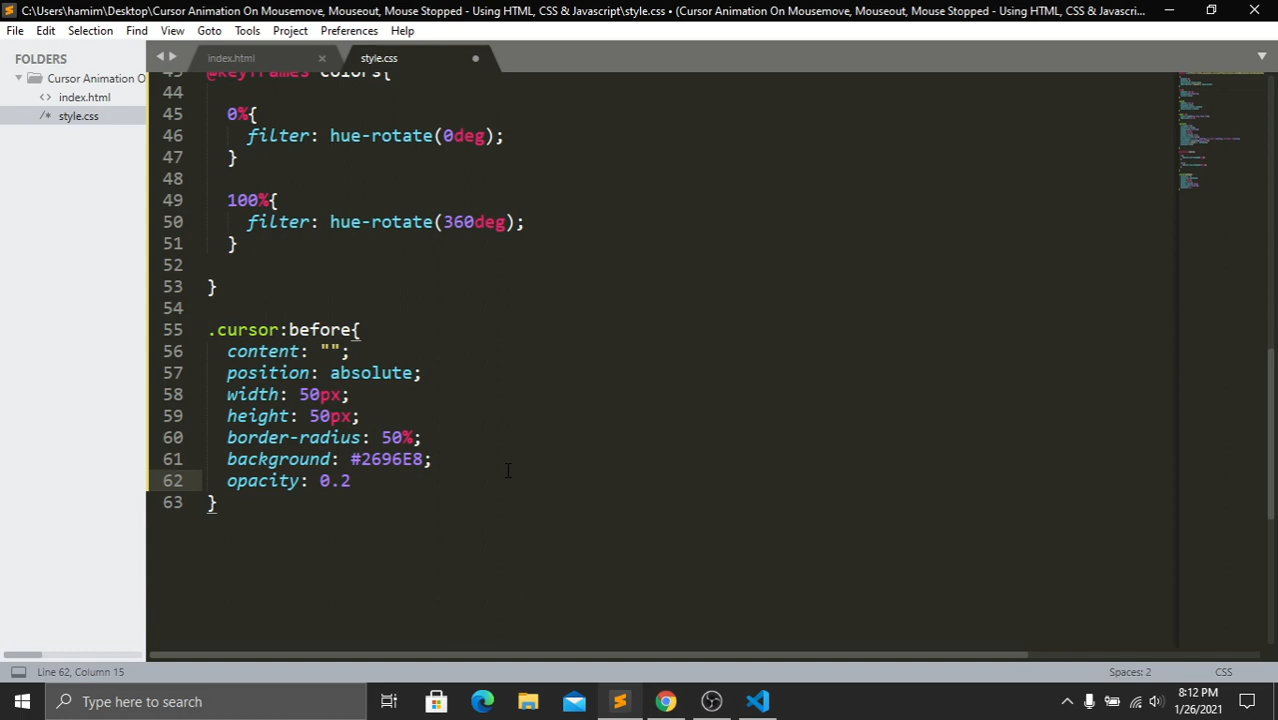 C:\Users\hamim\Desktop\Cursor Animation On Mousemove, Mouseout, Mouse Stopped - Using HTML, CSS & Javascript\style.css • (Cursor Animation On Mousemove, Mouseout, Mouse Stopped - Using HTML, CSS & Javascript...
File Edit Selection Find View Goto Tools Project Preferences Help
FOLDERS
Cursor Animation O
index.html
/* style.css
index.html
style.css
43 @keyframes colors{
44
45 0%{
46 filter: hue-rotate(0deg);
47 }
48
49 100%{
50 filter: hue-rotate(360deg);
51 }
52
53 }
54
55 .cursor:before{
56 content: "";
57 position: absolute;
58 width: 50px;
59 height: 50px;
60 border-radius: 50%;
61 background: #2696E8;
62 opacity: 0.2
63 }
Line 62, Column 15
Spaces: 2
CSS
Type here to search
8:12 PM
1/26/2021